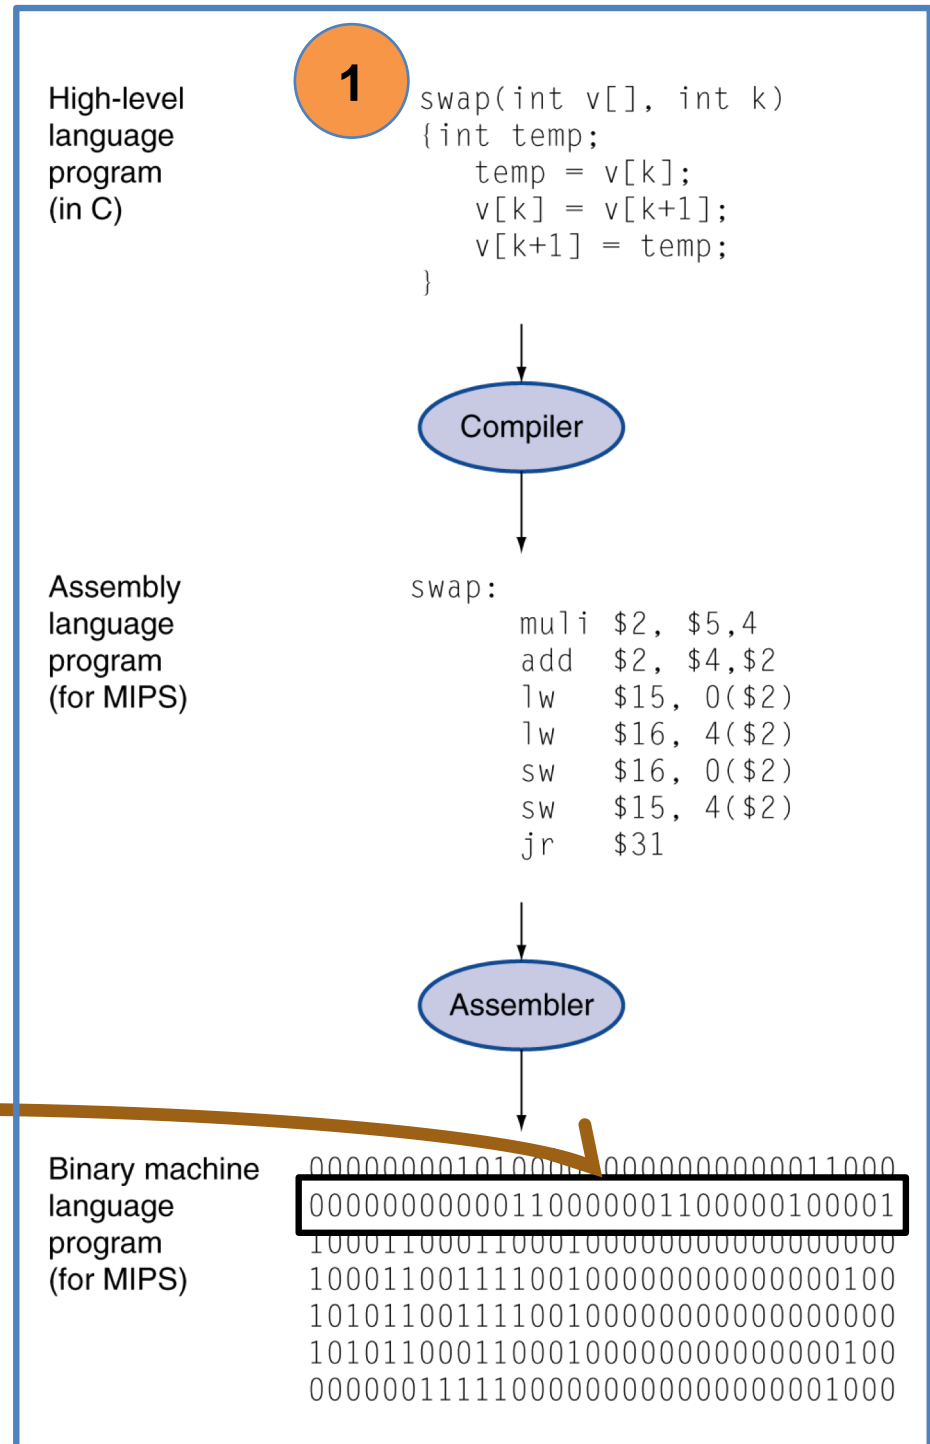 1
High-level
language
program
(in C)
swap(int v[], int k)
{int temp;
temp = v[k];
v[k] = v[k+1];
v[k+1] = temp;
}
Compiler
Assembly
language
program
(for MIPS)
swap:
muli $2, $5,4
add $2, $4,$2
lw $15, 0($2)
lw $16, 4($2)
sw $16, 0($2)
sw $15, 4($2)
jr $31
Assembler
Binary machine
language
program
(for MIPS)
00000000000110000001100000100001
10001100011000100000000000000000
10001100111100100000000000000100
10101100111100100000000000000000
10101100011000100000000000000100
00000011111000000000000000001000